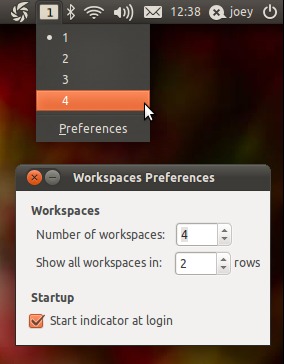 1 12:38 joey
1
2
3
4
Preferences
Workspaces Preferences
Workspaces
Number of workspaces: 4
Show all workspaces in: 2 rows
Startup
Start indicator at login